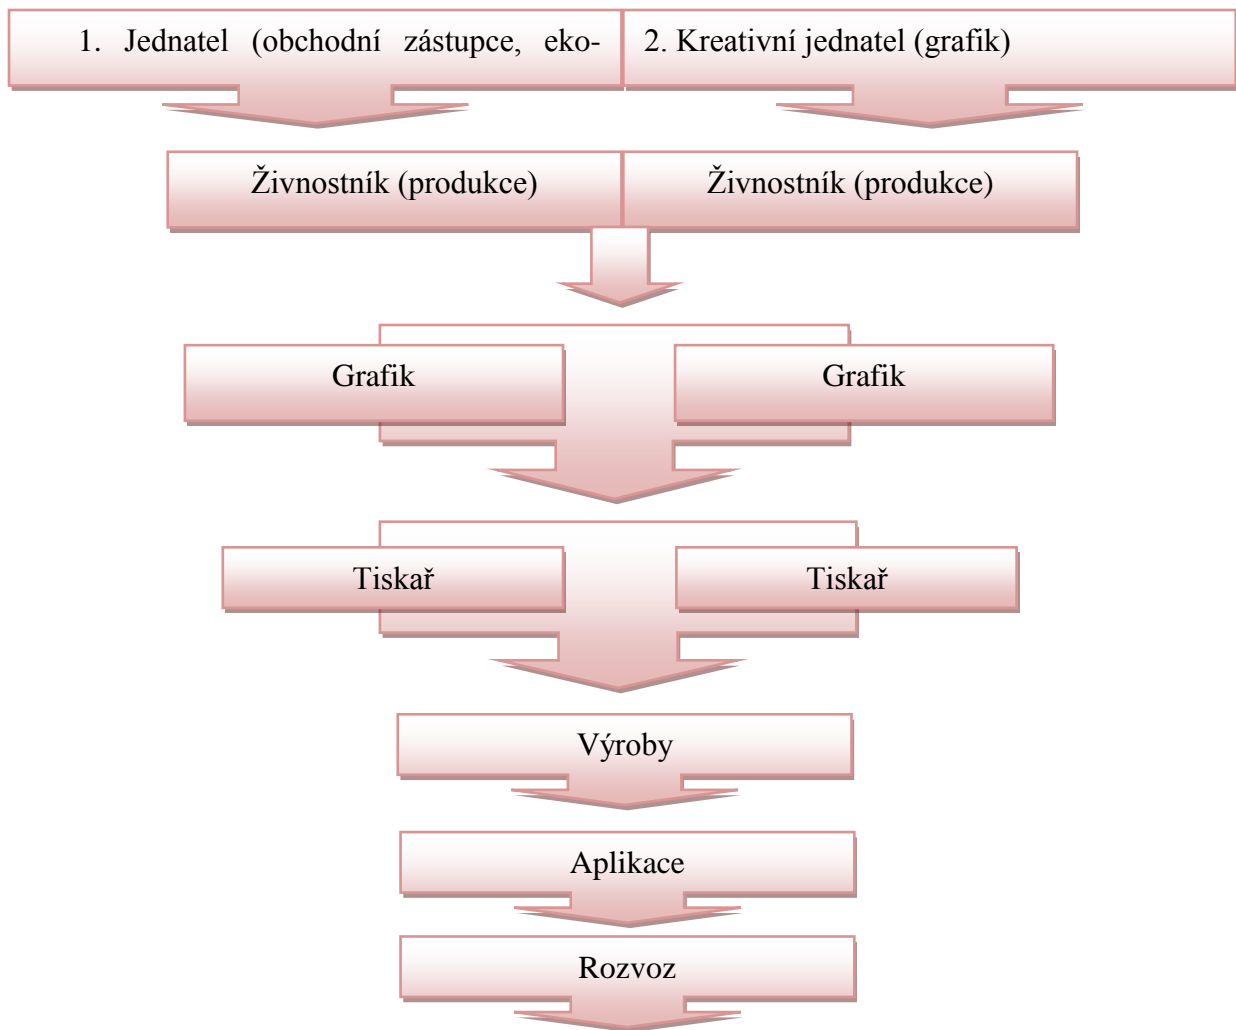 1. Jednatel (obchodní zástupce, eko-
2. Kreativní jednatel (grafik)
Živnostník (produkce)
Živnostník (produkce)
Grafik
Grafik
Tiskař
Tiskař
Výroby
Aplikace
Rozvoz